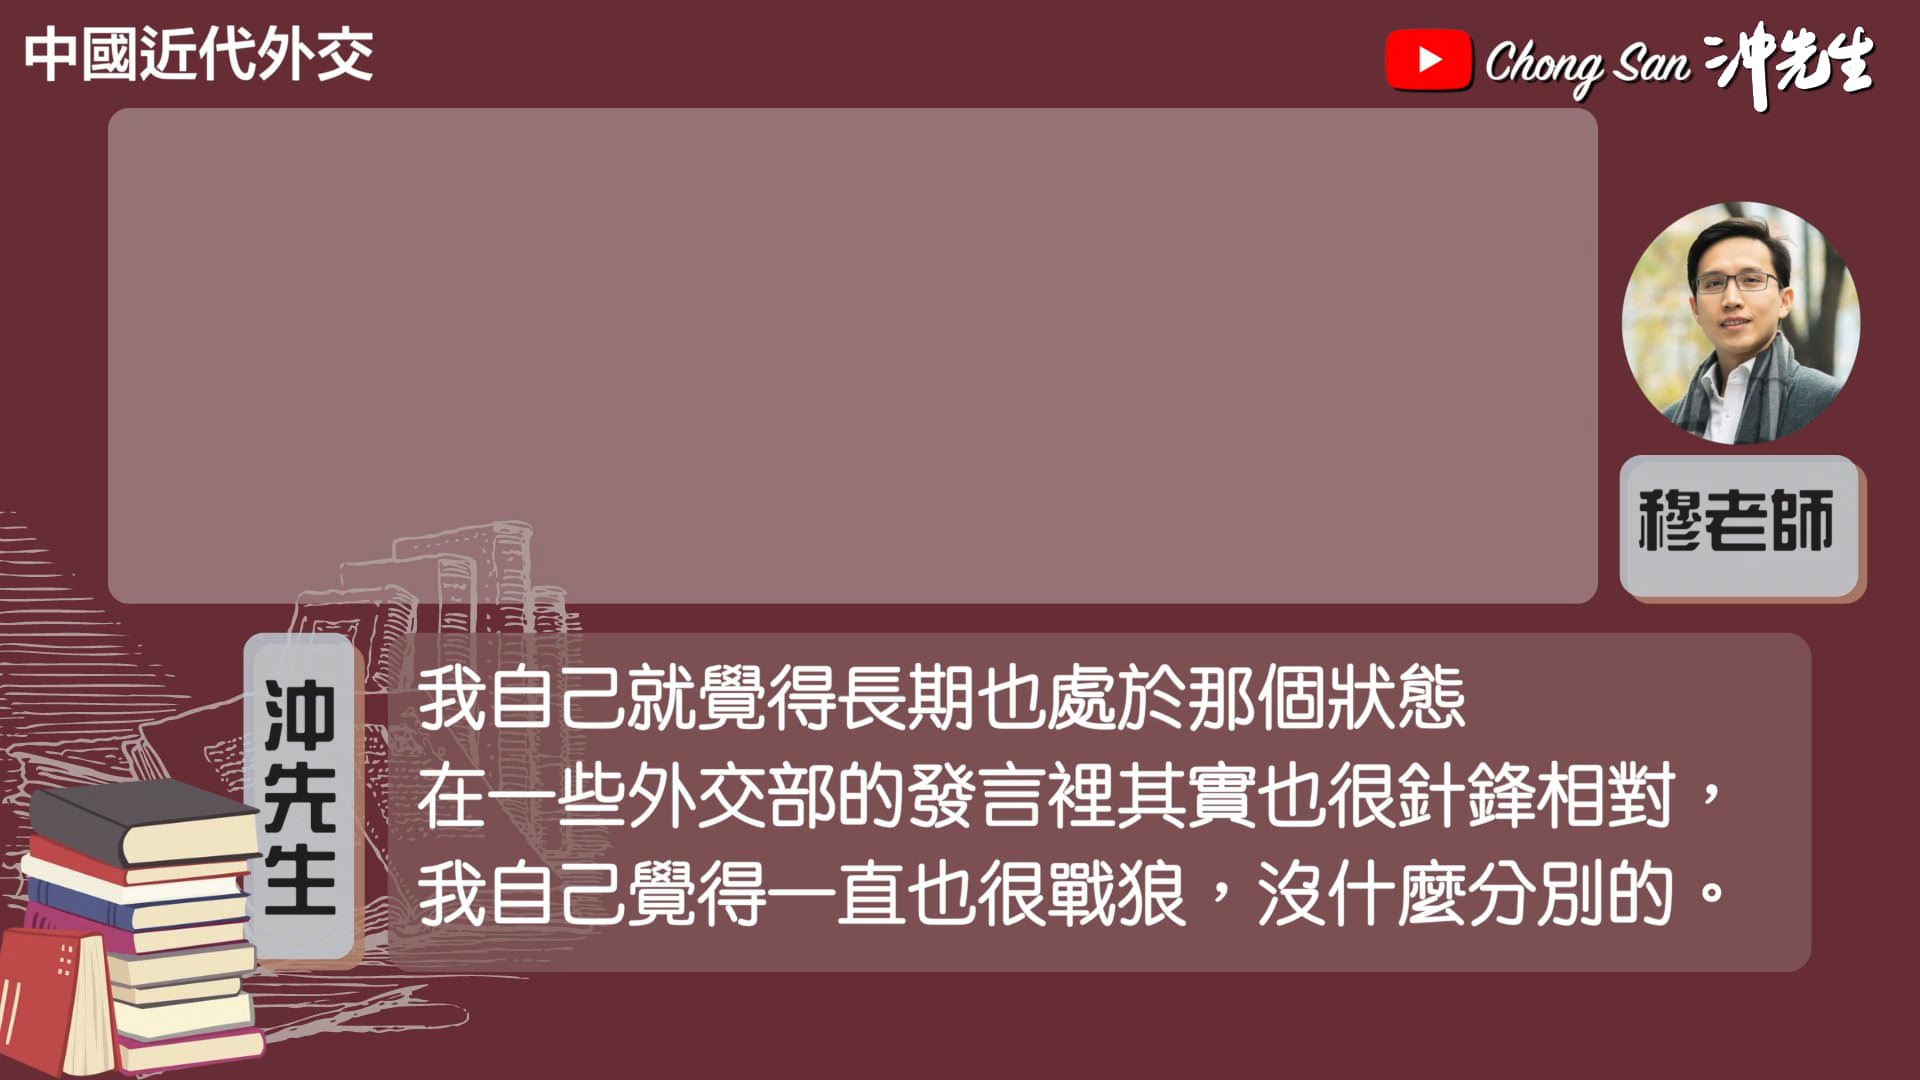 中國近代外交
Chong San 沖先生
穆老師
沖先生
我自己就覺得長期也處於那個狀態
在一些外交部的發言裡其實也很針鋒相對，
我自己覺得一直也很戰狼，沒什麼分別的。